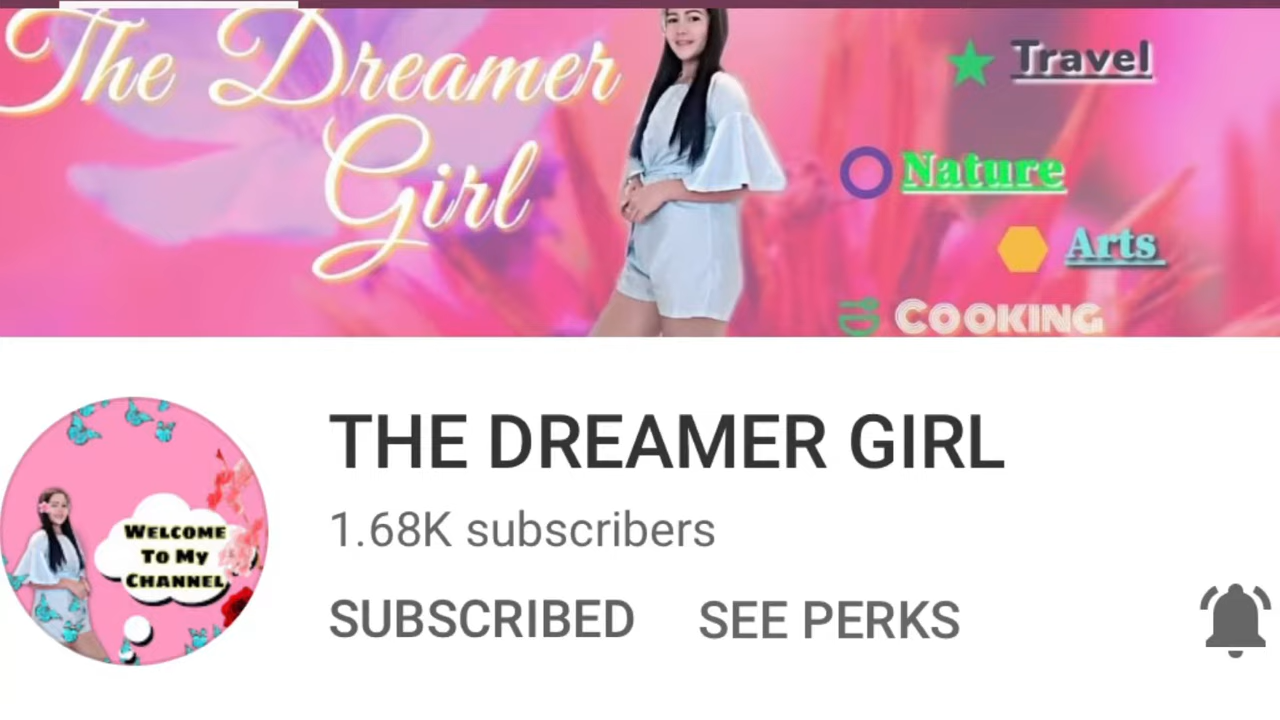 The Dreamer
Girl
Travel
Nature
Arts
COOKING
THE DREAMER GIRL
1.68K subscribers
WELCOME
TO MY
CHANNEL
SUBSCRIBED SEE PERKS